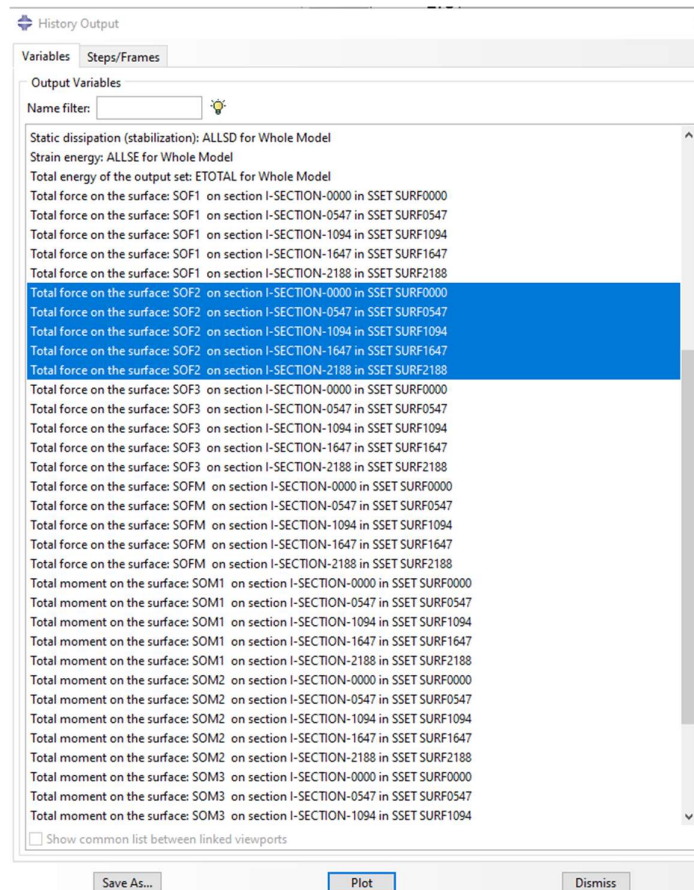 History Output
Variables Steps/Frames
Output Variables
Name filter:
Static dissipation (stabilization): ALLSD for Whole Model
Strain energy: ALLSE for Whole Model
Total energy of the output set: ETOTAL for Whole Model
Total force on the surface: SOF1 on section I-SECTION-0000 in SSET SURF0000
Total force on the surface: SOF1 on section I-SECTION-0547 in SSET SURF0547
Total force on the surface: SOF1 on section I-SECTION-1094 in SSET SURF1094
Total force on the surface: SOF1 on section I-SECTION-1647 in SSET SURF1647
Total force on the surface: SOF1 on section I-SECTION-2188 in SSET SURF2188
Total force on the surface: SOF2 on section I-SECTION-0000 in SSET SURF0000
Total force on the surface: SOF2 on section I-SECTION-0547 in SSET SURF0547
Total force on the surface: SOF2 on section I-SECTION-1094 in SSET SURF1094
Total force on the surface: SOF2 on section I-SECTION-1647 in SSET SURF1647
Total force on the surface: SOF2 on section I-SECTION-2188 in SSET SURF2188
Total force on the surface: SOF3 on section I-SECTION-0000 in SSET SURF0000
Total force on the surface: SOF3 on section I-SECTION-0547 in SSET SURF0547
Total force on the surface: SOF3 on section I-SECTION-1094 in SSET SURF1094
Total force on the surface: SOF3 on section I-SECTION-1647 in SSET SURF1647
Total force on the surface: SOF3 on section I-SECTION-2188 in SSET SURF2188
Total force on the surface: SOFM on section I-SECTION-0000 in SSET SURF0000
Total force on the surface: SOFM on section I-SECTION-0547 in SSET SURF0547
Total force on the surface: SOFM on section I-SECTION-1094 in SSET SURF1094
Total force on the surface: SOFM on section I-SECTION-1647 in SSET SURF1647
Total force on the surface: SOFM on section I-SECTION-2188 in SSET SURF2188
Total moment on the surface: SOM1 on section I-SECTION-0000 in SSET SURF0000
Total moment on the surface: SOM1 on section I-SECTION-0547 in SSET SURF0547
Total moment on the surface: SOM1 on section I-SECTION-1094 in SSET SURF1094
Total moment on the surface: SOM1 on section I-SECTION-1647 in SSET SURF1647
Total moment on the surface: SOM1 on section I-SECTION-2188 in SSET SURF2188
Total moment on the surface: SOM2 on section I-SECTION-0000 in SSET SURF0000
Total moment on the surface: SOM2 on section I-SECTION-0547 in SSET SURF0547
Total moment on the surface: SOM2 on section I-SECTION-1094 in SSET SURF1094
Total moment on the surface: SOM2 on section I-SECTION-1647 in SSET SURF1647
Total moment on the surface: SOM2 on section I-SECTION-2188 in SSET SURF2188
Total moment on the surface: SOM3 on section I-SECTION-0000 in SSET SURF0000
Total moment on the surface: SOM3 on section I-SECTION-0547 in SSET SURF0547
Total moment on the surface: SOM3 on section I-SECTION-1094 in SSET SURF1094
Show common list between linked viewports
Save As... Plot Dismiss